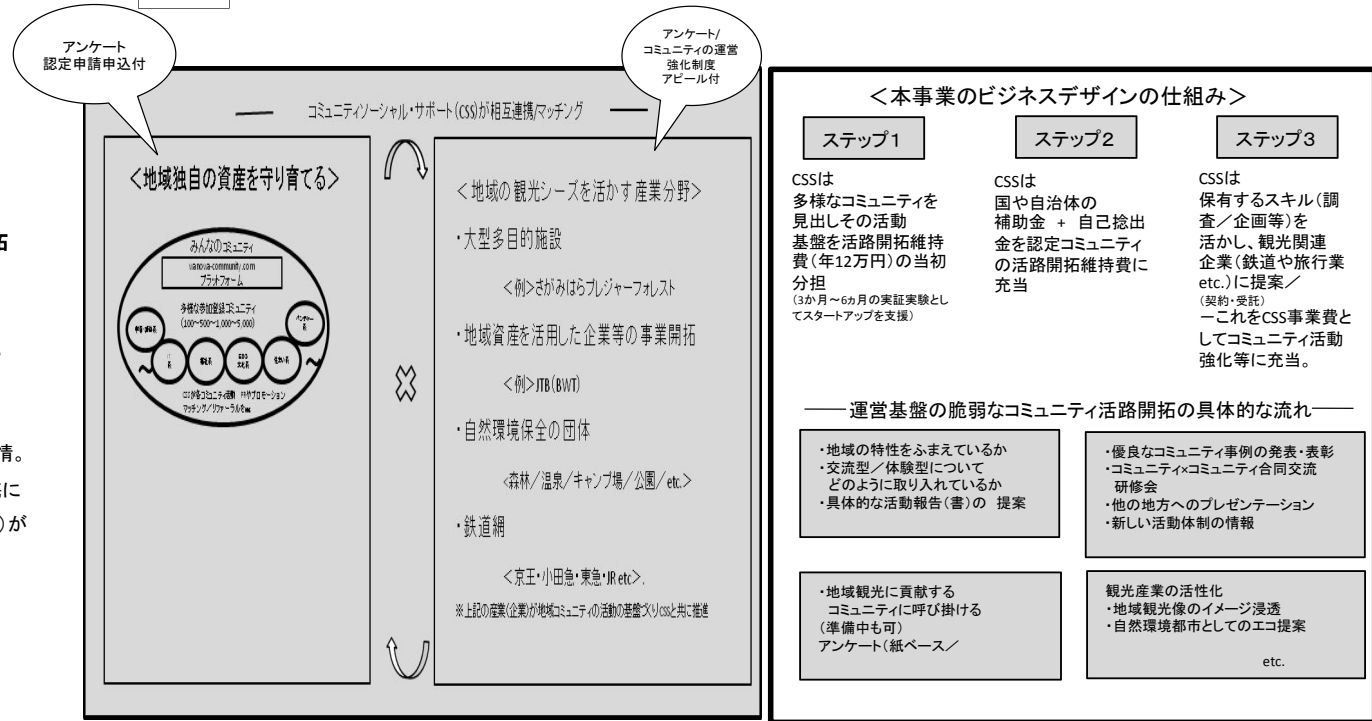 アンケート
認定申請申込付
アンケート/
コミュニティの運営
強化制度
アピール付
コミュニティソーシャル・サポート(CSS)が相互連携/マッチング
＜地域独自の資産を守り育てる＞
みんなのコミュニティ
vanova-community.com
プラットフォーム
多様な参加登録コミュニティ
(100～500～1,000～5,000)
＜地域の観光シーズを活かす産業分野＞
・大型多目的施設
＜例＞さがみはらプレジャーフォレスト
・地域資産を活用した企業等の事業開拓
＜例＞JTB(BWT)
・自然環境保全の団体
<森林／温泉／キャンプ場／公園／etc.＞
・鉄道網
＜京王・小田急・東急・JR etc＞.
※上記の産業(企業)が地域コミュニティの活動の基盤づくりCSSと共に推進
拓
情。
)が
＜本事業のビジネスデザインの仕組み＞
ステップ１
ステップ２
ステップ３
CSSは
多様なコミュニティを
見出しその活動
基盤を活路開拓維持
費(年12万円)の当初
分担
(3か月～6ヵ月の実証実験とし
てスタートアップを支援)
CSSは
国や自治体の
補助金 + 自己捻出
金を認定コミュニティ
の活路開拓維持費に
充当
CSSは
保有するスキル(調
査／企画等)を
活かし、観光関連
企業(鉄道や旅行業
etc.)に提案／
(契約・受託)
ーこれをCSS事業費と
してコミュニティ活動
強化等に充当。
――運営基盤の脆弱なコミュニティ活路開拓の具体的な流れ――
・地域の特性をふまえているか
・交流型／体験型について
どのように取り入れているか
・具体的な活動報告(書)の 提案
・優良なコミュニティ事例の発表・表彰
・コミュニティ×コミュニティ合同交流
研修会
・他の地方へのプレゼンテーション
・新しい活動体制の情報
・地域観光に貢献する
コミュニティに呼び掛ける
(準備中も可)
アンケート(紙ベース／
観光産業の活性化
・地域観光像のイメージ浸透
・自然環境都市としてのエコ提案
etc.